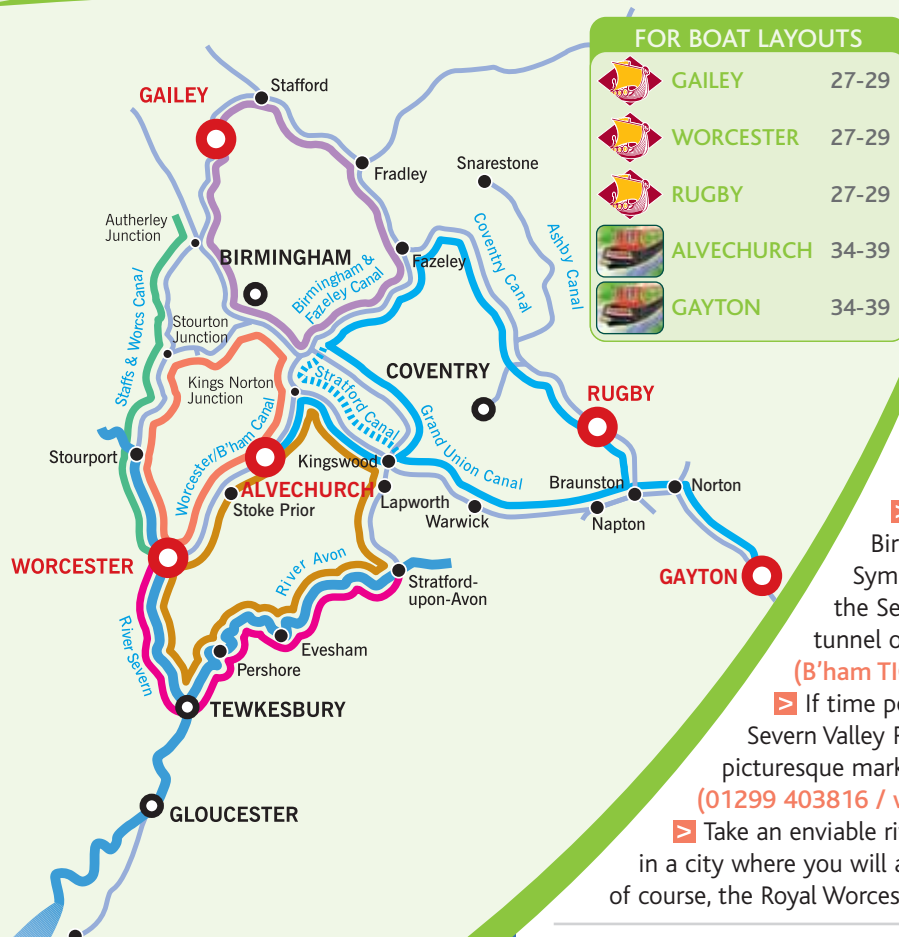 FOR BOAT LAYOUTS
GAILEY 27-29
WORCESTER 27-29
RUGBY 27-29
ALVECHURCH 34-39
GAYTON 34-39
Stafford
GAILEY
Fradley
Snarestone
Autherley
Junction
BIRMINGHAM
Fazeley
Birmingham &
Fazeley Canal
Coventry Canal
Ashby Canal
Staffs & Worcs Canal
Stourton
Junction
Kings Norton
Junction
Stratford Canal
COVENTRY
RUGBY
Grand Union Canal
Worcester/B'ham Canal
Stourport
Kingswood
ALVECHURCH
Stoke Prior
Lapworth
Warwick
Braunston
Norton
Napton
WORCESTER
GAYTON
River Avon
Stratford-
upon-Avon
River Severn
Evesham
Pershore
TEWKESBURY
GLOUCESTER
>
Bir
Sym
the Se
tunnel o
(B'ham TI
> If time pe
Severn Valley
picturesque mark
(01299 403816 /
> Take an enviable
in a city where you will a
of course, the Royal Worces